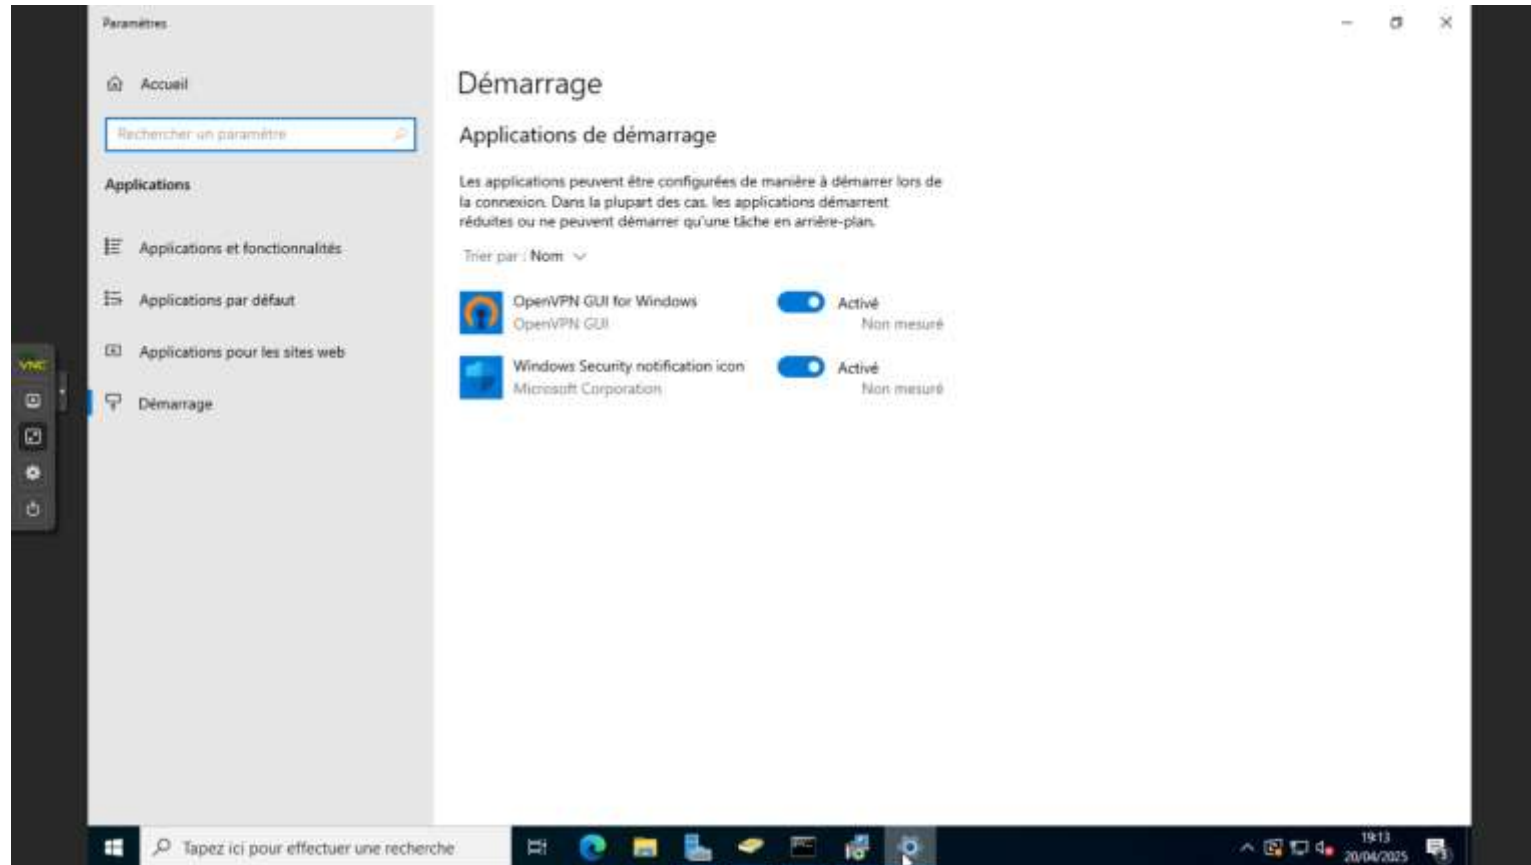 Paramètres
Accueil
Rechercher un paramètre
Applications
Applications et fonctionnalités
Applications par défaut
Applications pour les sites web
Démarrage
Démarrage
Applications de démarrage
Les applications peuvent être configurées de manière à démarrer lors de
la connexion. Dans la plupart des cas, les applications démarrent
réduites ou ne peuvent démarrer qu'une tâche en arrière-plan.
Trier par : Nom
OpenVPN GUI for Windows
Activé
OpenVPN GUI
Non mesuré
Windows Security notification icon
Activé
Microsoft Corporation
Non mesuré
VNC
Tapez ici pour effectuer une recherche
19:13
20/04/2025